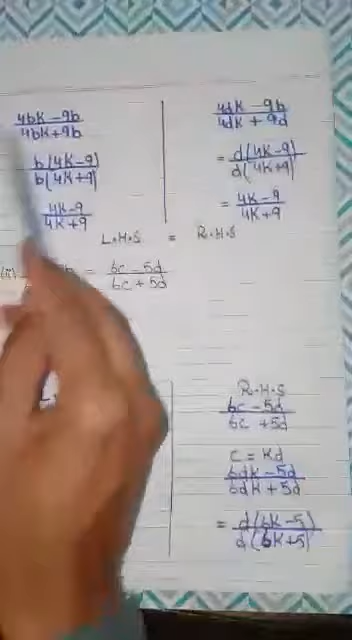 4bk-9b
4bk+9b
b(4k-9)
b(4k+9)
4k-9
4k+9
4dk-9b
4dk+9d
= d(4k-9)
d(4k+9)
= 4k-9
4k+9
L.H.S = R.H.S
b = 6c-5d
6c+5d
R.H.S
6c-5d
6c+5d
c=kd
6dk-5d
6dk+5d
= d(6k-5)
d(6k+5)